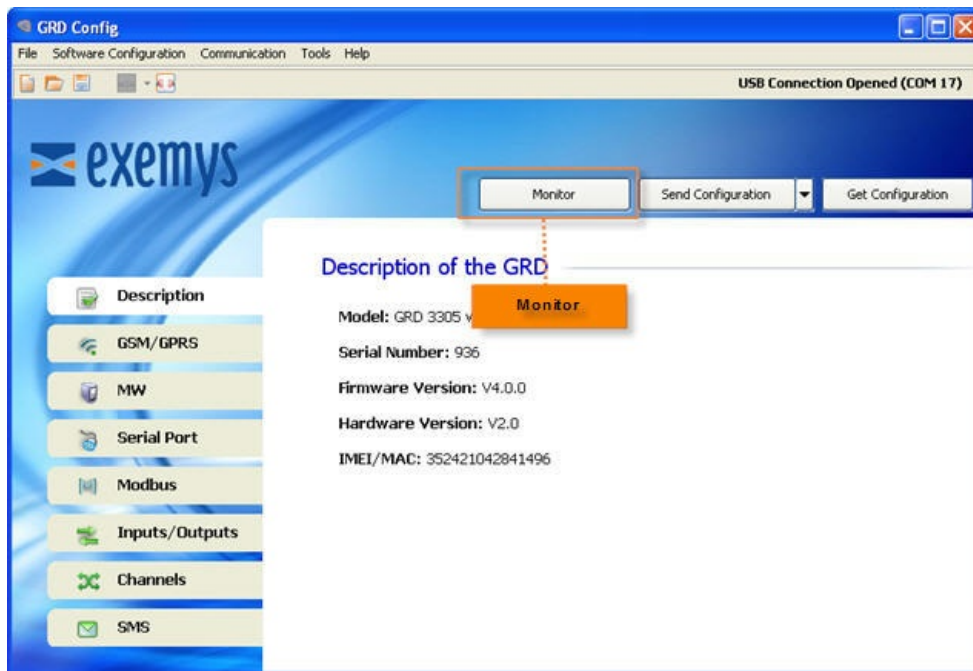 GRD Config
File Software Configuration Communication Tools Help
USB Connection Opened (COM 17)
exemys
Monitor Send Configuration Get Configuration
Description of the GRD
Monitor
Model: GRD 3305 v
Serial Number: 936
Firmware Version: V4.0.0
Hardware Version: V2.0
IMEI/MAC: 352421042841496
Description
GSM/GPRS
MW
Serial Port
Modbus
Inputs/Outputs
Channels
SMS